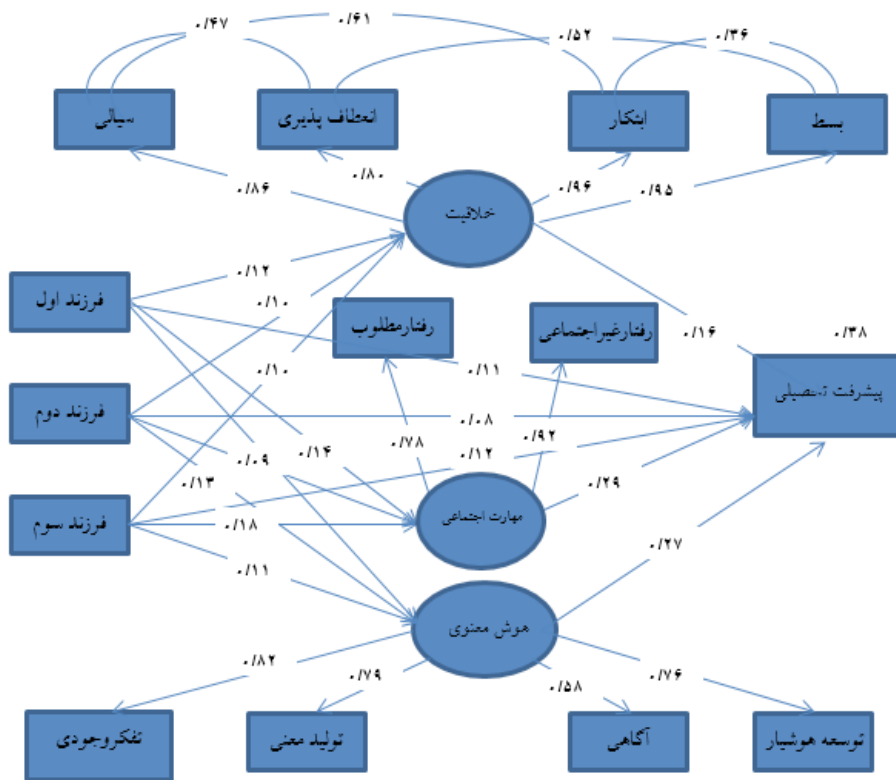 ۰/۴۷
۰/۶۱
۰/۵۲
۰/۳۶
سیالی
انعطاف پذیری
ابتکار
بسط
۰/۸۶
۰/۸۰
۰/۹۶
۰/۹۵
خلاقیت
فرزند اول
۰/۱۲
۰/۱۰
رفتارمطلوب
رفتارغیراجتماعی
۰/۱۶
۰/۳۸
۰/۱۰
۰/۱۱
پیشرفت تحصیلی
فرزند دوم
۰/۰۸
۰/۰۹
۰/۱۴
۰/۷۸
۰/۱۲
۰/۹۲
۰/۱۳
۰/۲۹
فرزند سوم
۰/۱۸
مهارت اجتماعی
۰/۱۱
۰/۲۷
هوش معنوی
۰/۸۲
۰/۷۹
۰/۵۸
۰/۷۶
تفکروجودی
تولید معنی
آگاهی
توسعه هوشیار